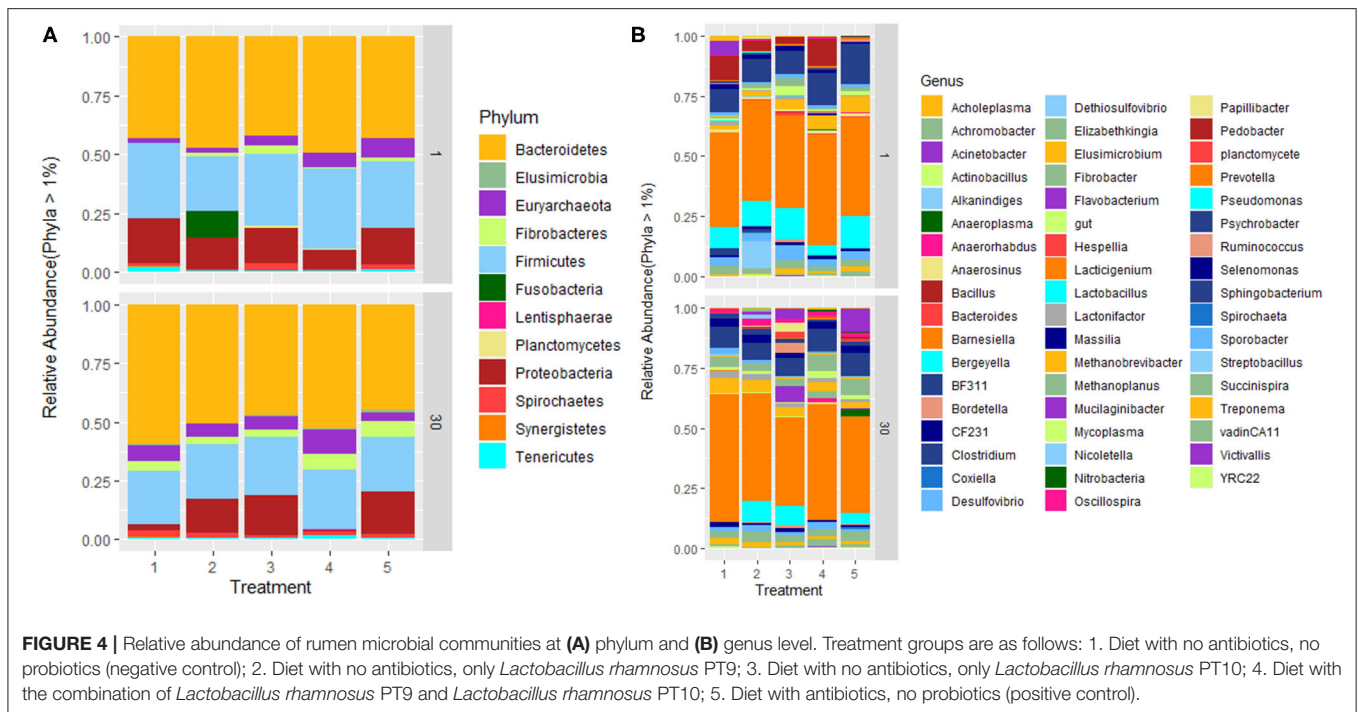 A
Relative Abundance(Phyla > 1%)
1.00
0.75
0.50
0.25
0.00
1
1.00
0.75
0.50
0.25
0.00
30
1 2 3 4 5
Treatment
Phylum
Bacteroidetes
Elusimicrobia
Euryarchaeota
Fibrobacteres
Firmicutes
Fusobacteria
Lentisphaerae
Planctomycetes
Proteobacteria
Spirochaetes
Synergistetes
Tenericutes
B
Relative Abundance(Phyla > 1%)
1.00
0.75
0.50
0.25
0.00
1
1.00
0.75
0.50
0.25
0.00
30
1 2 3 4 5
Treatment
Genus
Acholeplasma
Achromobacter
Acinetobacter
Actinobacillus
Alkanindiges
Anaeroplasma
Anaerorhabdus
Anaerosinus
Bacillus
Bacteroides
Barnesiella
Bergeyella
BF311
Bordetella
CF231
Clostridium
Coxiella
Desulfovibrio
Dethiosulfovibrio
Elizabethkingia
Elusimicrobium
Fibrobacter
Flavobacterium
gut
Hespellia
Lacticigenium
Lactobacillus
Lactonifactor
Massilia
Methanobrevibacter
Methanoplanus
Mucilaginibacter
Mycoplasma
Nicoletella
Nitrobacteria
Oscillospira
Papillibacter
Pedobacter
planctomycete
Prevotella
Pseudomonas
Psychrobacter
Ruminococcus
Selenomonas
Sphingobacterium
Spirochaeta
Sporobacter
Streptobacillus
Succinispira
Treponema
vadinCA11
Victivallis
YRC22
FIGURE 4 | Relative abundance of rumen microbial communities at (A) phylum and (B) genus level. Treatment groups are as follows: 1. Diet with no antibiotics, no
probiotics (negative control); 2. Diet with no antibiotics, only Lactobacillus rhamnosus PT9; 3. Diet with no antibiotics, only Lactobacillus rhamnosus PT10; 4. Diet with
the combination of Lactobacillus rhamnosus PT9 and Lactobacillus rhamnosus PT10; 5. Diet with antibiotics, no probiotics (positive control).